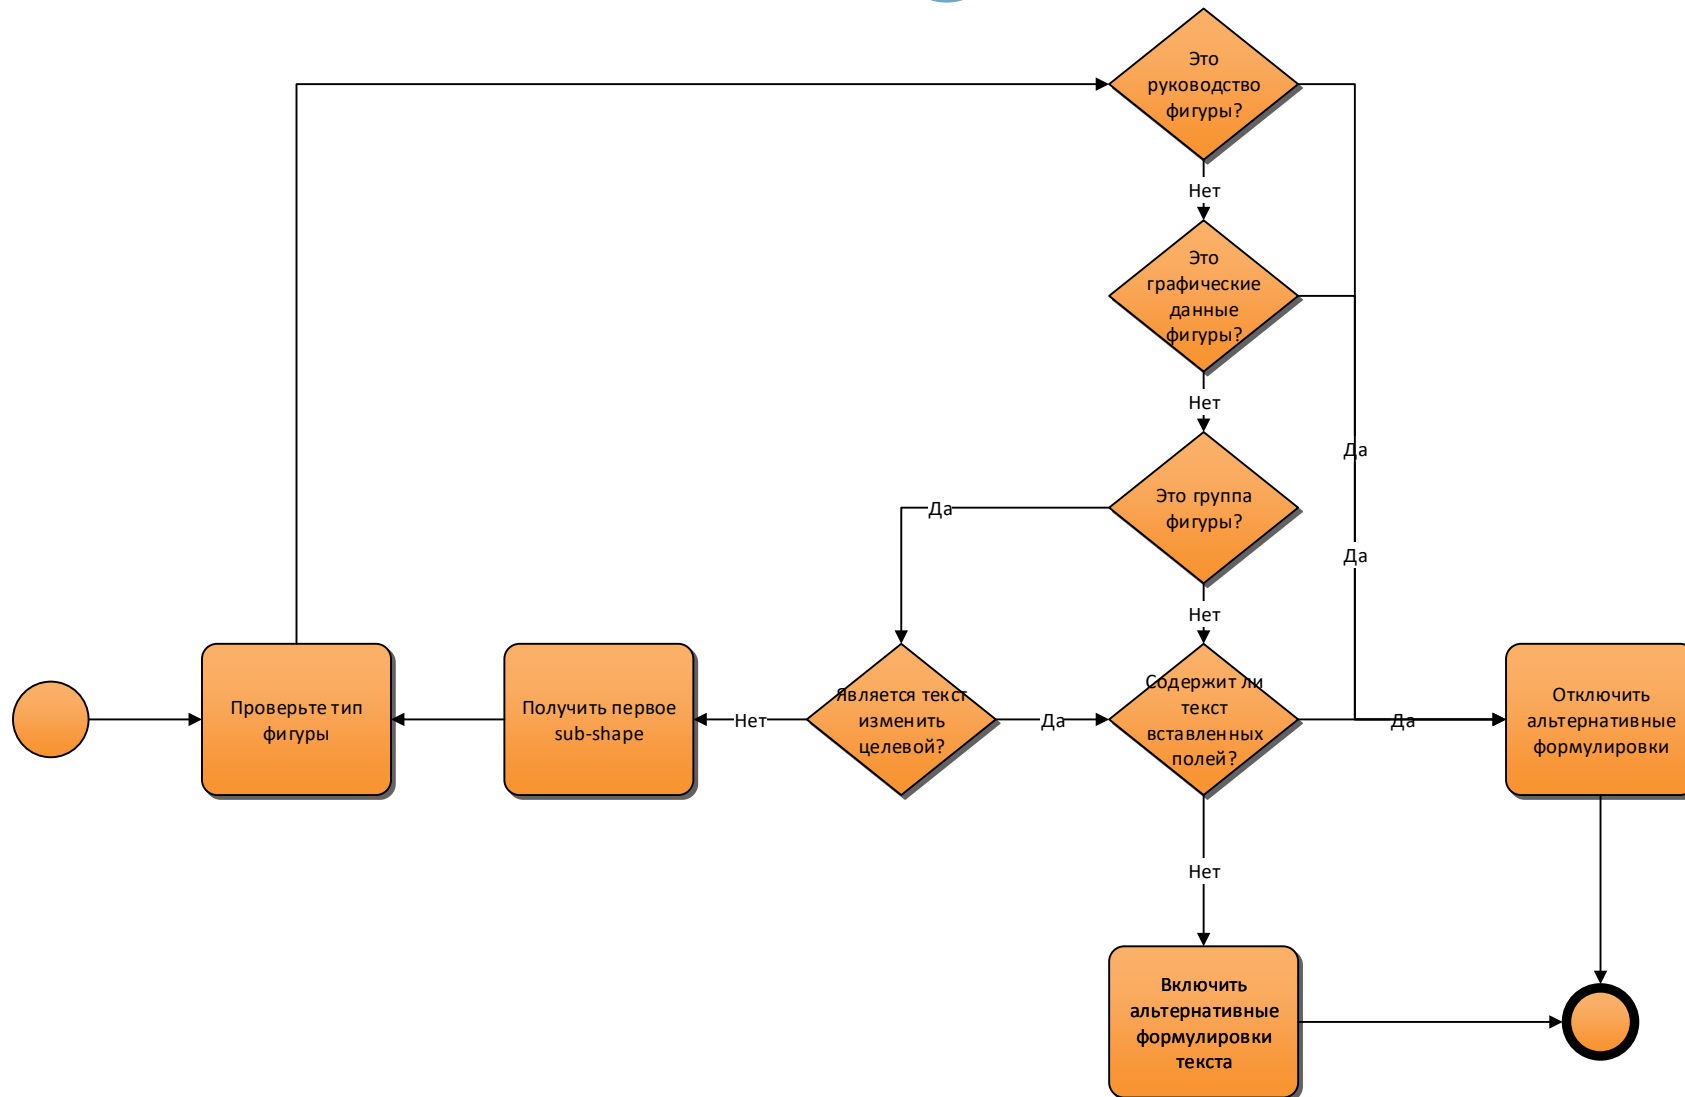 Это
руководство
фигуры?
Нет
Это
графические
данные
фигуры?
Нет
Да
Это группа
фигуры?
Да
Да
Нет
Проверьте тип
фигуры
Получить первое
sub-shape
Нет
Является текст
изменить
целевой?
Да
Содержит ли
текст
вставленных
полей?
Да
Отключить
альтернативные
формулировки
Нет
Включить
альтернативные
формулировки
текста